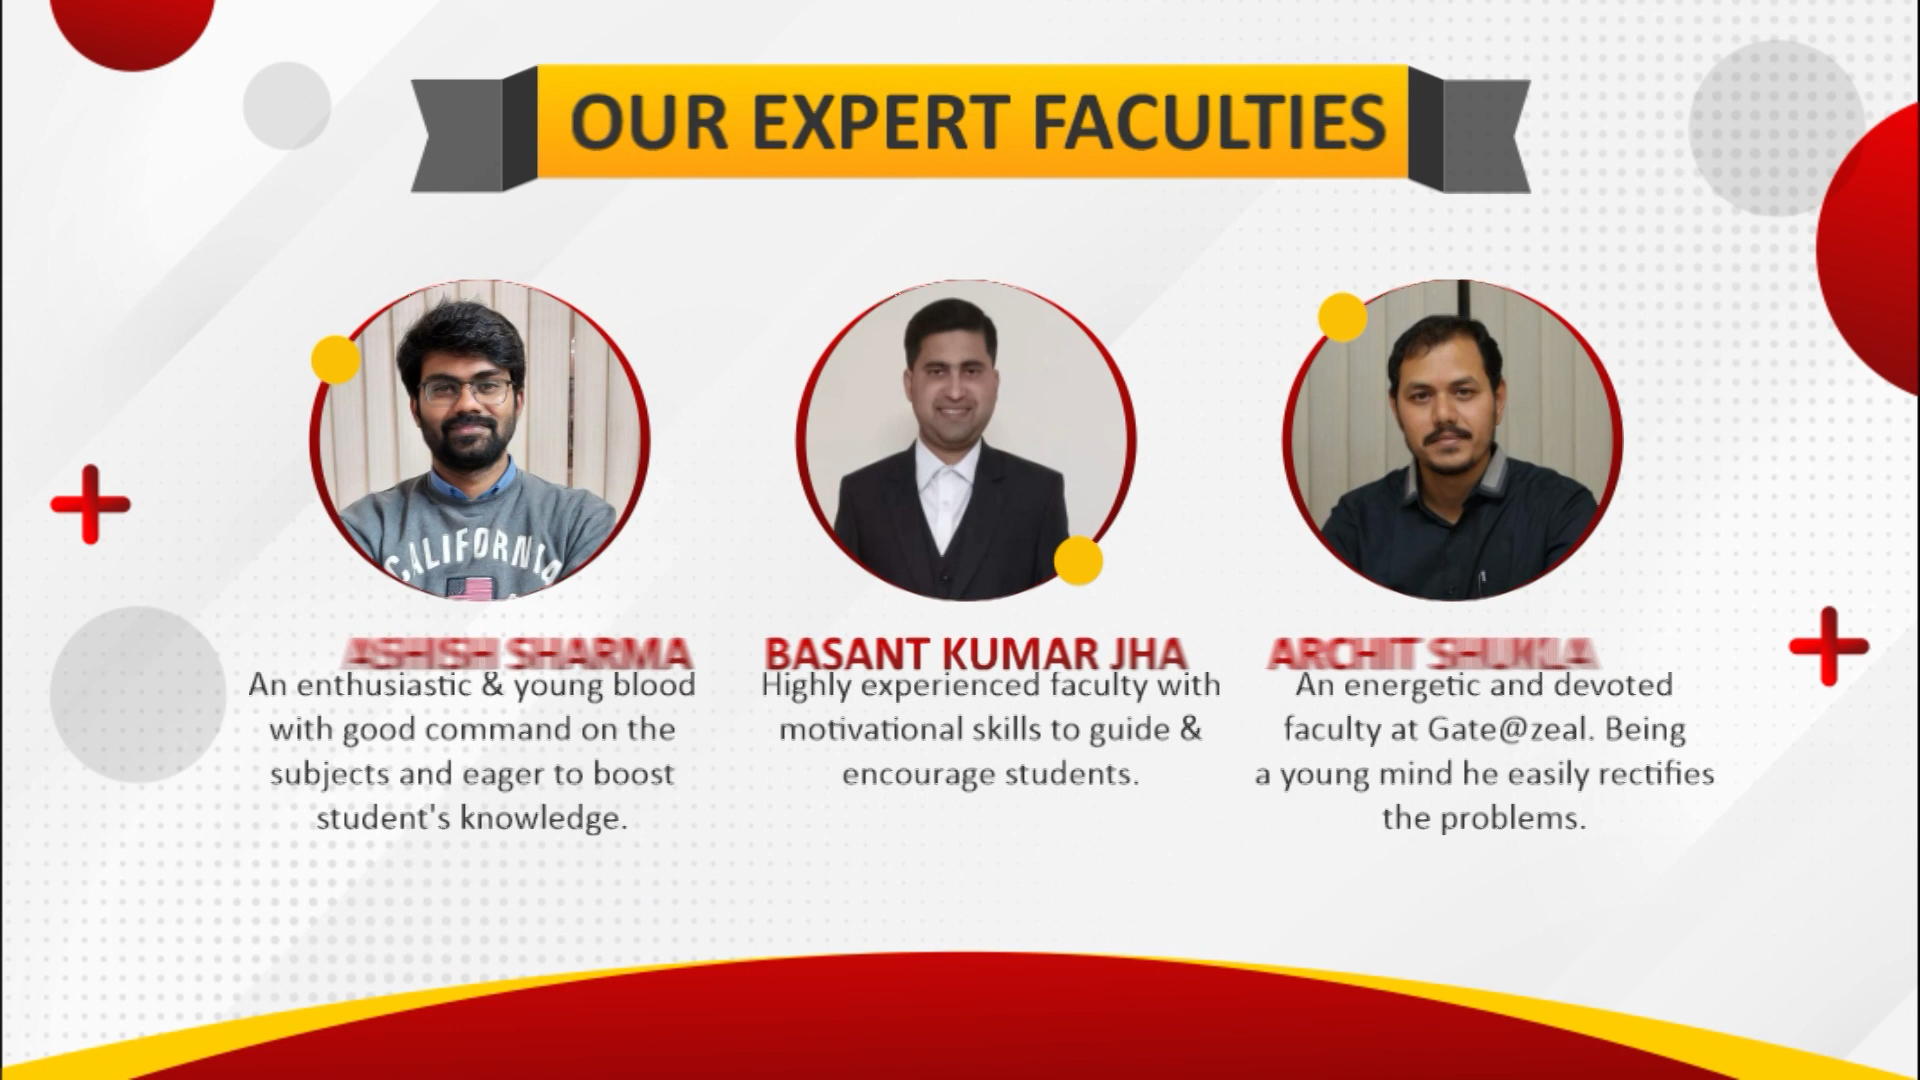 OUR EXPERT FACULTIES
CALIFORNIA
ASHISH SHARMA
An enthusiastic & young blood
with good command on the
subjects and eager to boost
student's knowledge.
BASANT KUMAR JHA
Highly experienced faculty with
motivational skills to guide &
encourage students.
ARCHIT SHUKLA
An energetic and devoted
faculty at Gate@zeal. Being
a young mind he easily rectifies
the problems.